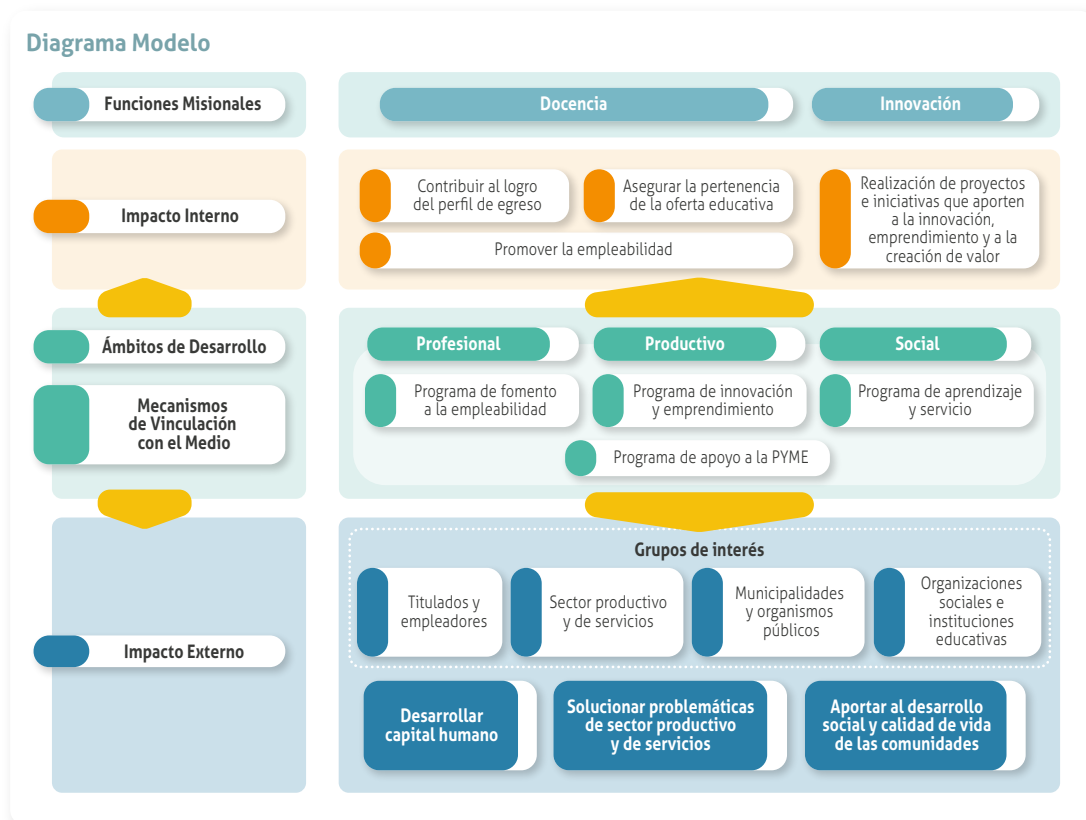 Diagrama Modelo
Funciones Misionales
Docencia
Innovación
Impacto Interno
Contribuir al logro
del perfil de egreso
Asegurar la pertenencia
de la oferta educativa
Promover la empleabilidad
Realización de proyectos
e iniciativas que aporten
a la innovación,
emprendimiento y a la
creación de valor
Ámbitos de Desarrollo
Profesional
Productivo
Social
Mecanismos
de Vinculación
con el Medio
Programa de fomento
a la empleabilidad
Programa de innovación
y emprendimiento
Programa de aprendizaje
y servicio
Programa de apoyo a la PYME
Impacto Externo
Grupos de interés
Titulados y
empleadores
Sector productivo
y de servicios
Municipalidades
y organismos
públicos
Organizaciones
sociales e
instituciones
educativas
Desarrollar
capital humano
Solucionar problemáticas
de sector productivo
y de servicios
Aportar al desarrollo
social y calidad de vida
de las comunidades